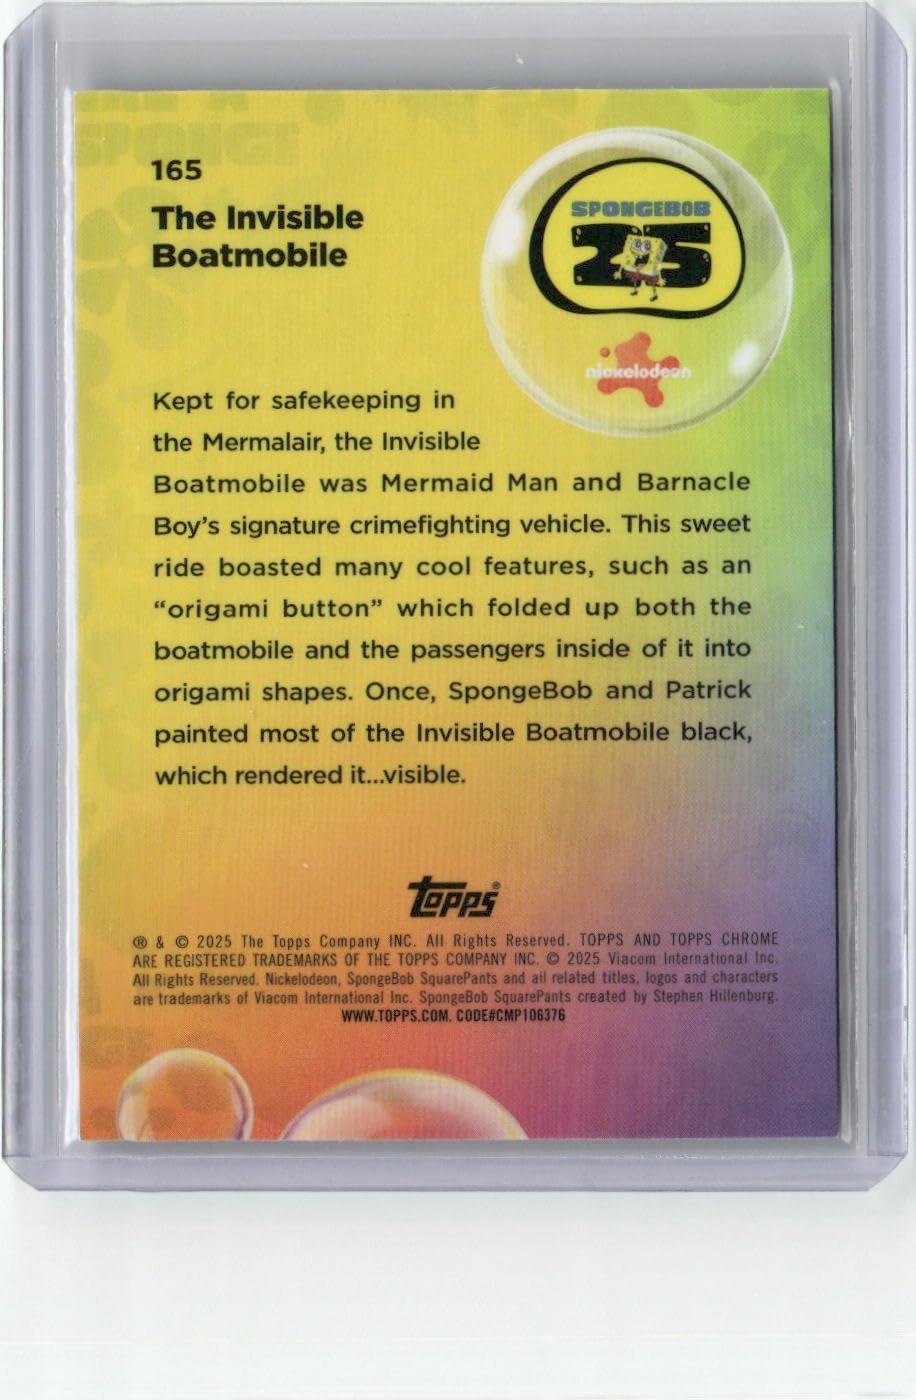 165
The Invisible
Boatmobile
SPONGEBOB
25
nickelodeon
Kept for safekeeping in
the Mermalair, the Invisible
Boatmobile was Mermaid Man and Barnacle
Boy's signature crimefighting vehicle. This sweet
ride boasted many cool features, such as an
“origami button” which folded up both the
boatmobile and the passengers inside of it into
origami shapes. Once, SpongeBob and Patrick
painted most of the Invisible Boatmobile black,
which rendered it...visible.
topps®
® & © 2025 The Topps Company INC. All Rights Reserved. TOPPS AND TOPPS CHROME
ARE REGISTERED TRADEMARKS OF THE TOPPS COMPANY INC. © 2025 Viacom International Inc.
All Rights Reserved. Nickelodeon, SpongeBob SquarePants and all related titles, logos and characters
are trademarks of Viacom International Inc. SpongeBob SquarePants created by Stephen Hillenburg.
WWW.TOPPS.COM. CODE#CMP106376